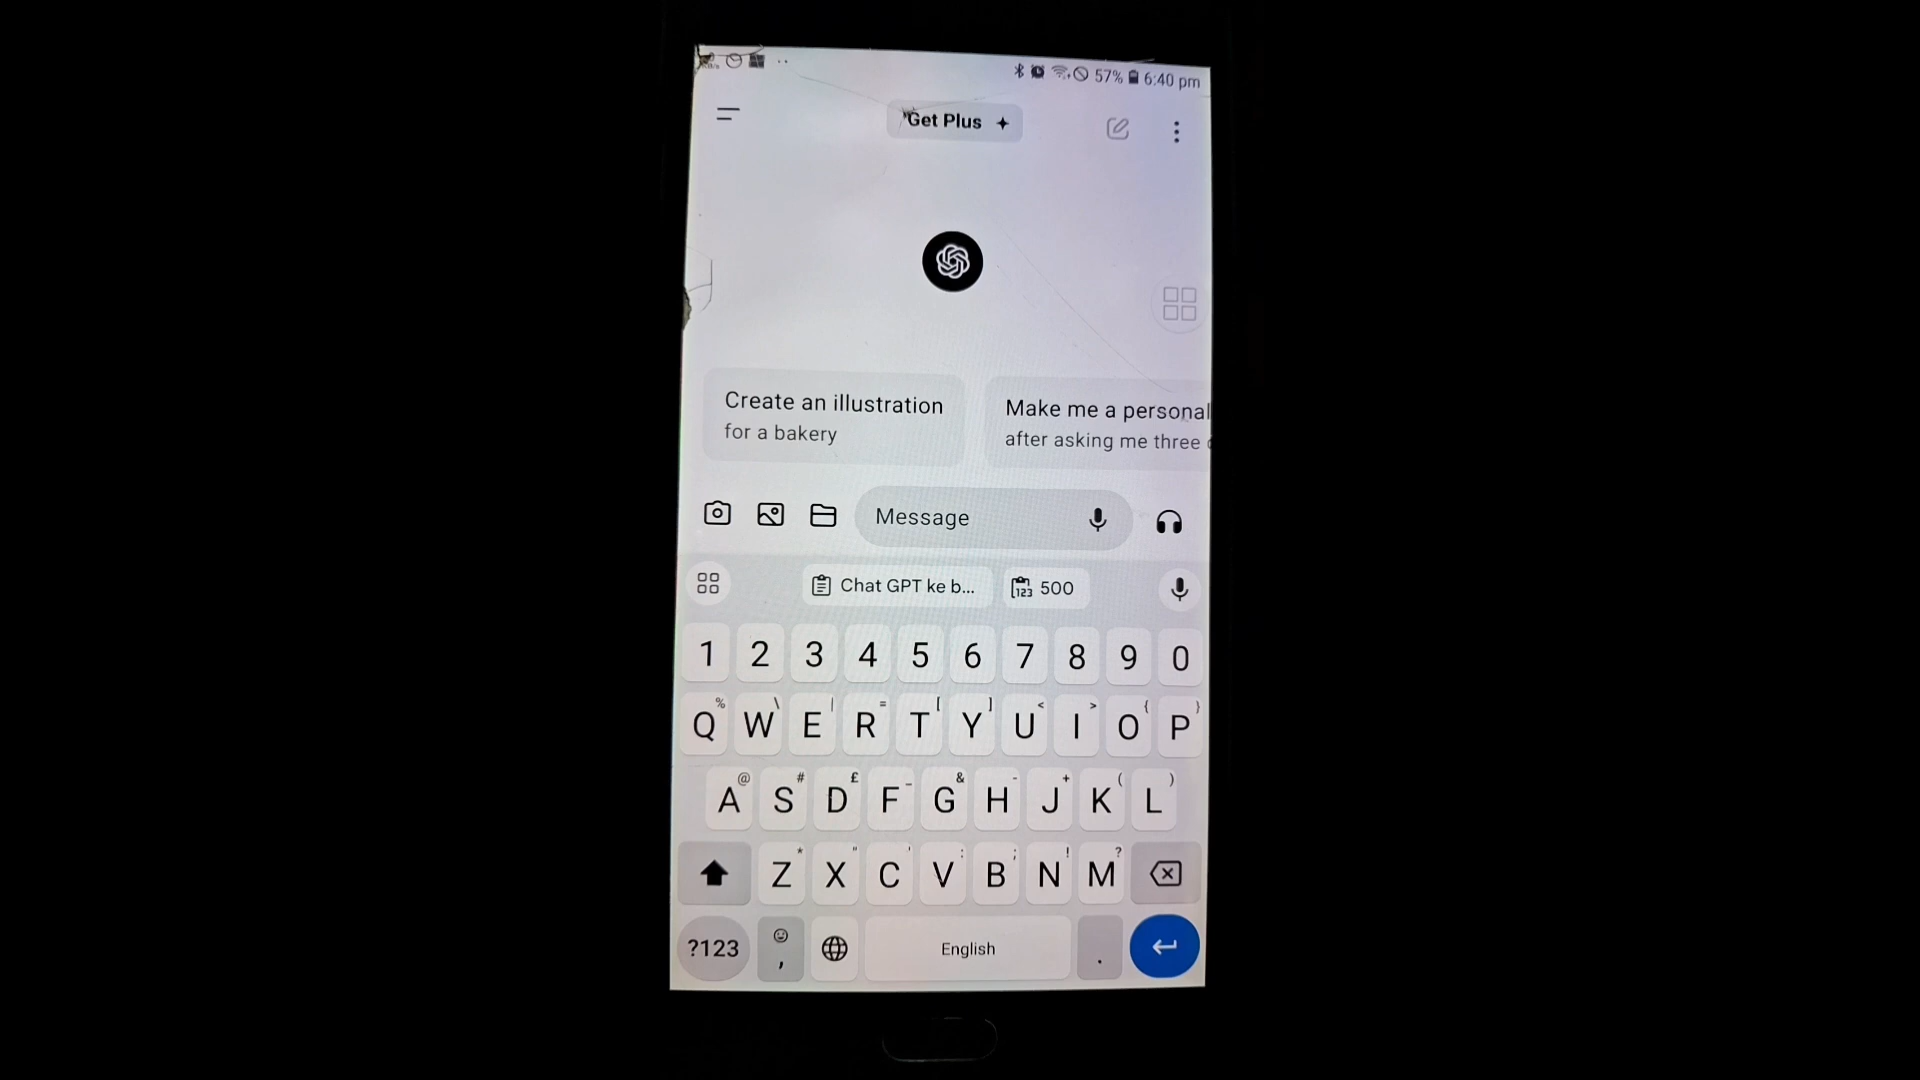 57% 6:40 pm
Get Plus
Create an illustration
for a bakery
Make me a personal
after asking me three
Message
Chat GPT ke b...
123 500
1 2 3 4 5 6 7 8 9 0
% \ | = [ ] < > { }
Q W E R T Y U I O P
@ # £ _ & - + ( )
A S D F G H J K L
* " ' : ; ! ?
Z X C V B N M
?123 , English .